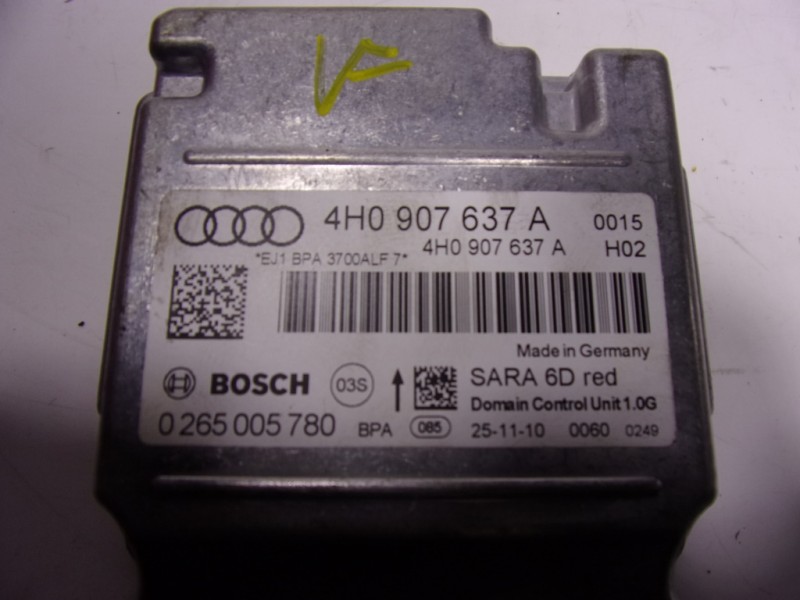 4H0 907 637 A 0015
4H0 907 637 A H02
*EJ1 BPA 3700ALF 7*
Made in Germany
BOSCH 03S SARA 6D red
Domain Control Unit 1.0G
0 265 005 780 BPA 085 25-11-10 0060 0249